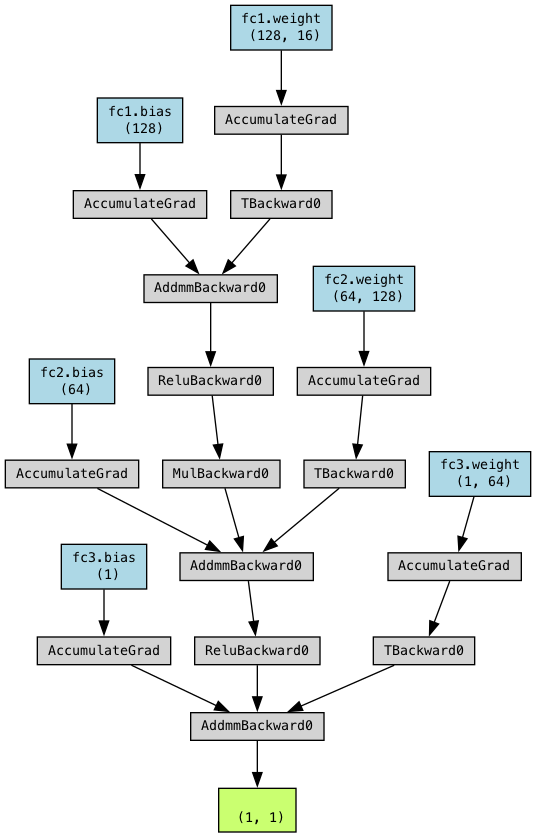 fc1.weight
(128, 16)
fc1.bias
(128)
AccumulateGrad
AccumulateGrad
TBackward0
AddmmBackward0
fc2.weight
(64, 128)
fc2.bias
(64)
ReluBackward0
AccumulateGrad
AccumulateGrad
MulBackward0
TBackward0
fc3.weight
(1, 64)
fc3.bias
(1)
AddmmBackward0
AccumulateGrad
AccumulateGrad
ReluBackward0
TBackward0
AddmmBackward0
(1, 1)